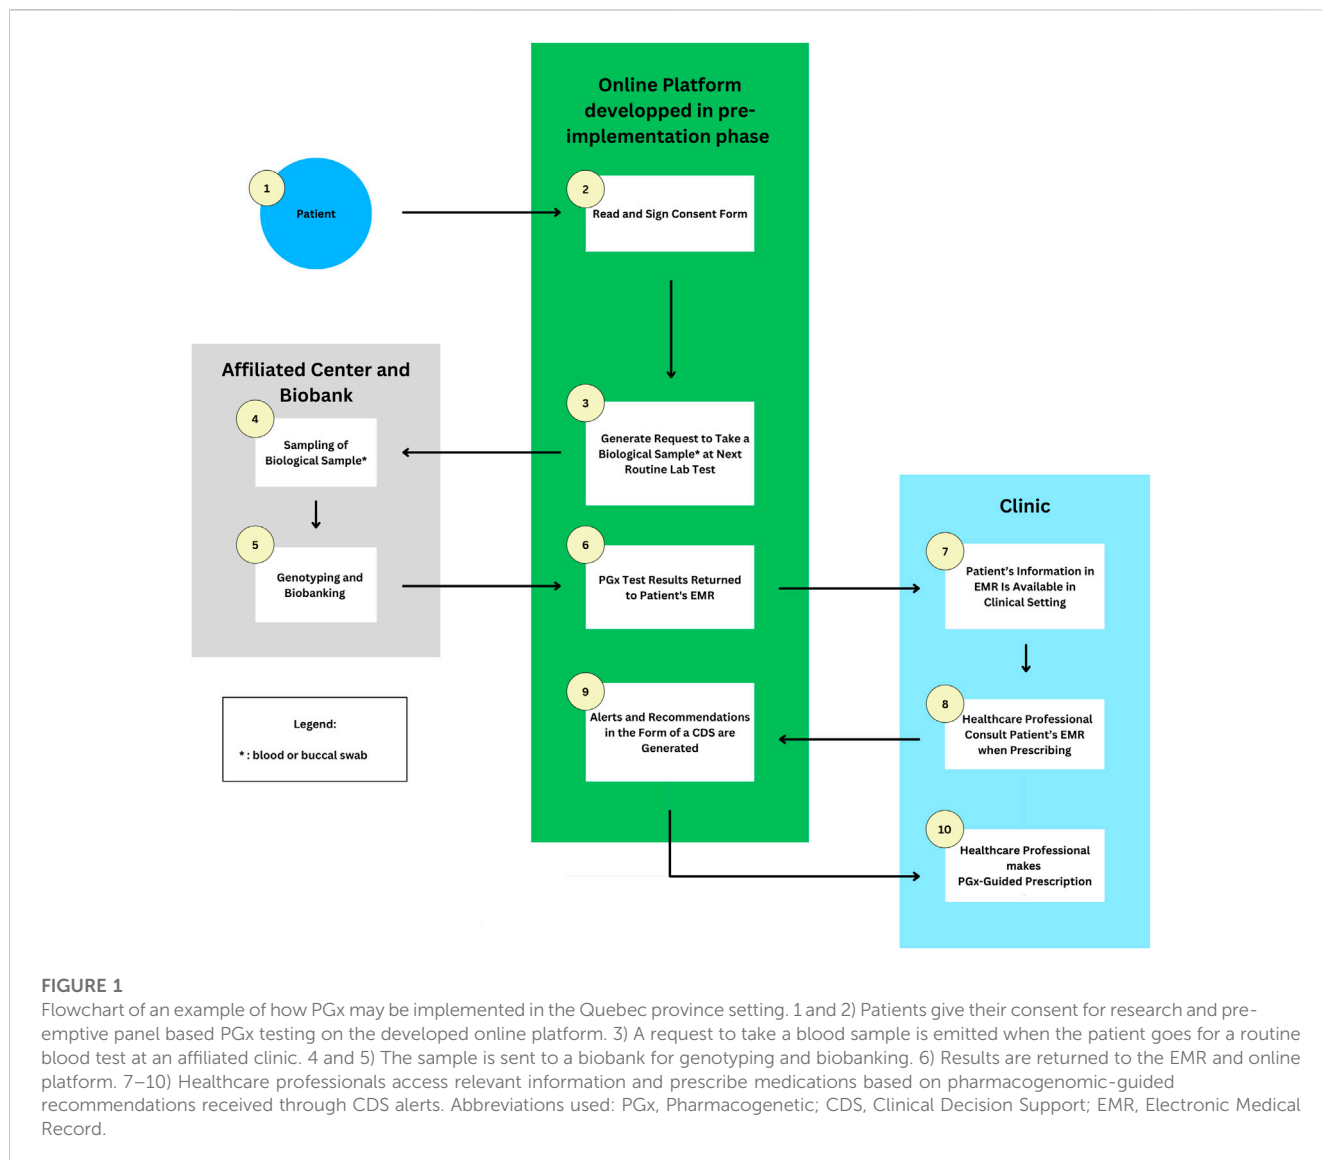 Online Platform
developped in pre-
implementation phase
1
Patient
2
Read and Sign Consent Form
Affiliated Center and
Biobank
3
Generate Request to Take a
Biological Sample* at Next
Routine Lab Test
4
Sampling of
Biological Sample*
5
Genotyping and
Biobanking
6
PGx Test Results Returned
to Patient's EMR
Clinic
7
Patient's Information in
EMR Is Available in
Clinical Setting
8
Healthcare Professional
Consult Patient's EMR
when Prescribing
9
Alerts and Recommendations
in the Form of a CDS are
Generated
10
Healthcare Professional
makes
PGx-Guided Prescription
Legend:
* : blood or buccal swab
FIGURE 1
Flowchart of an example of how PGx may be implemented in the Quebec province setting. 1 and 2) Patients give their consent for research and pre-
emptive panel based PGx testing on the developed online platform. 3) A request to take a blood sample is emitted when the patient goes for a routine
blood test at an affiliated clinic. 4 and 5) The sample is sent to a biobank for genotyping and biobanking. 6) Results are returned to the EMR and online
platform. 7–10) Healthcare professionals access relevant information and prescribe medications based on pharmacogenomic-guided
recommendations received through CDS alerts. Abbreviations used: PGx, Pharmacogenetic; CDS, Clinical Decision Support; EMR, Electronic Medical
Record.